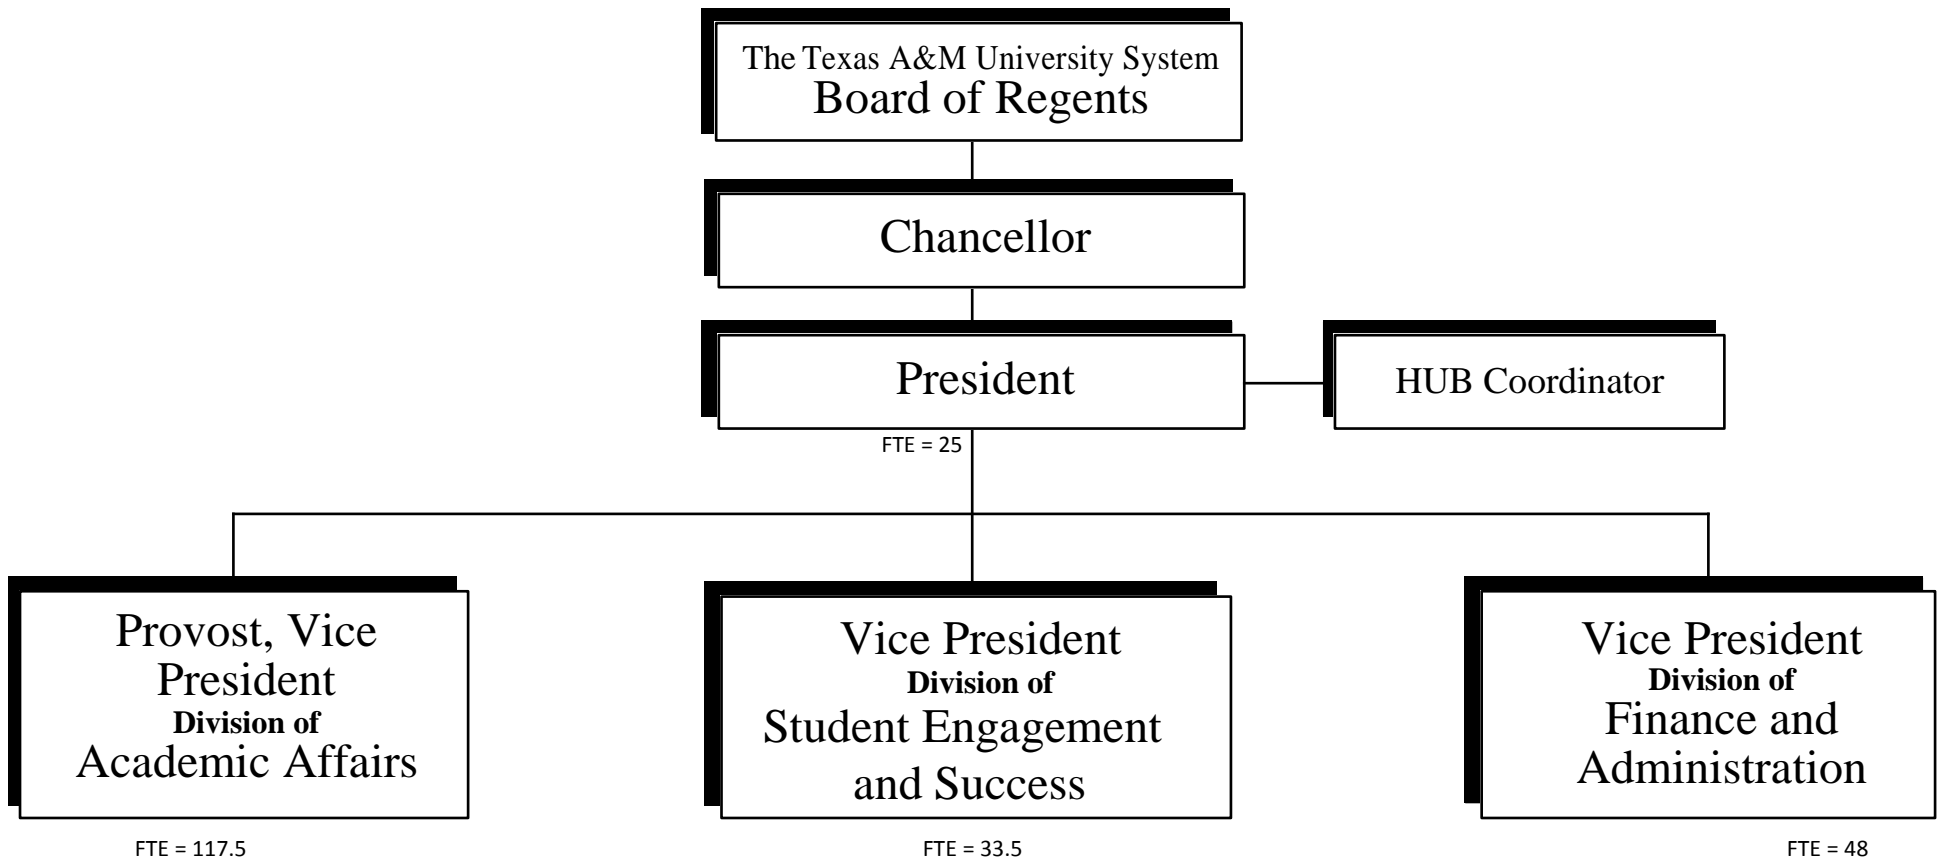 The Texas A&M University System
Board of Regents
Chancellor
President
HUB Coordinator
FTE = 25
Provost, Vice
President
Division of
Academic Affairs
FTE = 117.5
Vice President
Division of
Student Engagement
and Success
FTE = 33.5
Vice President
Division of
Finance and
Administration
FTE = 48